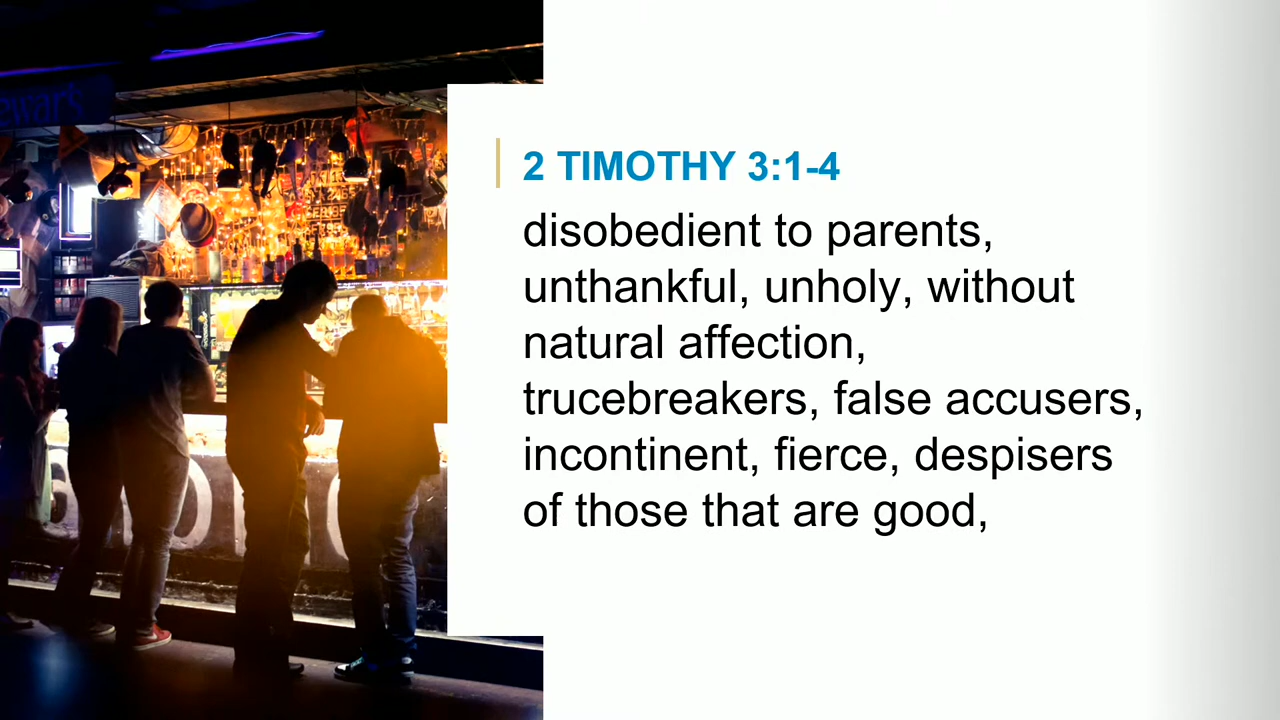 ewars
2 TIMOTHY 3:1-4
disobedient to parents,
unthankful, unholy, without
natural affection,
trucebreakers, false accusers,
incontinent, fierce, despisers
of those that are good,